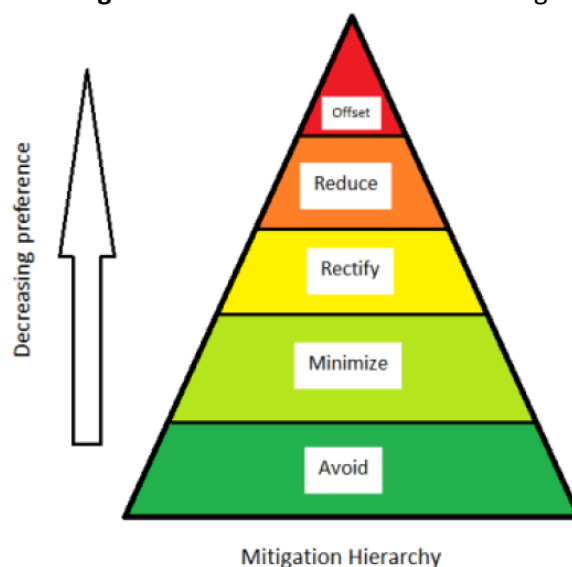 Offset
Reduce
Rectify
Minimize
Avoid
Decreasing preference
Mitigation Hierarchy